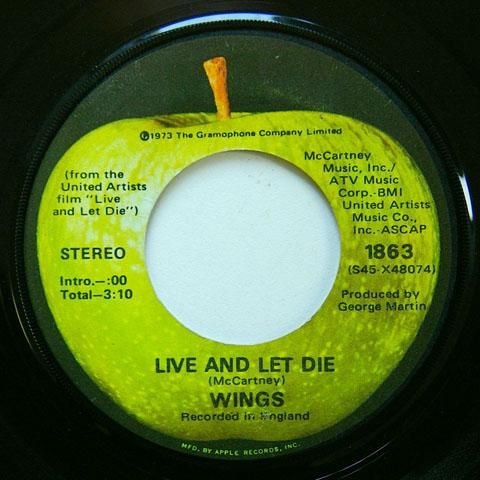 ℗1973 The Gramophone Company Limited
(from the
United Artists
film "Live
and Let Die")
STEREO
Intro.—:00
Total—3:10
McCartney
Music, Inc./
ATV Music
Corp.-BMI
United Artists
Music Co.,
Inc.-ASCAP
1863
(S45-X48074)
Produced by
George Martin
LIVE AND LET DIE
(McCartney)
WINGS
Recorded in England
MFD. BY APPLE RECORDS, INC.